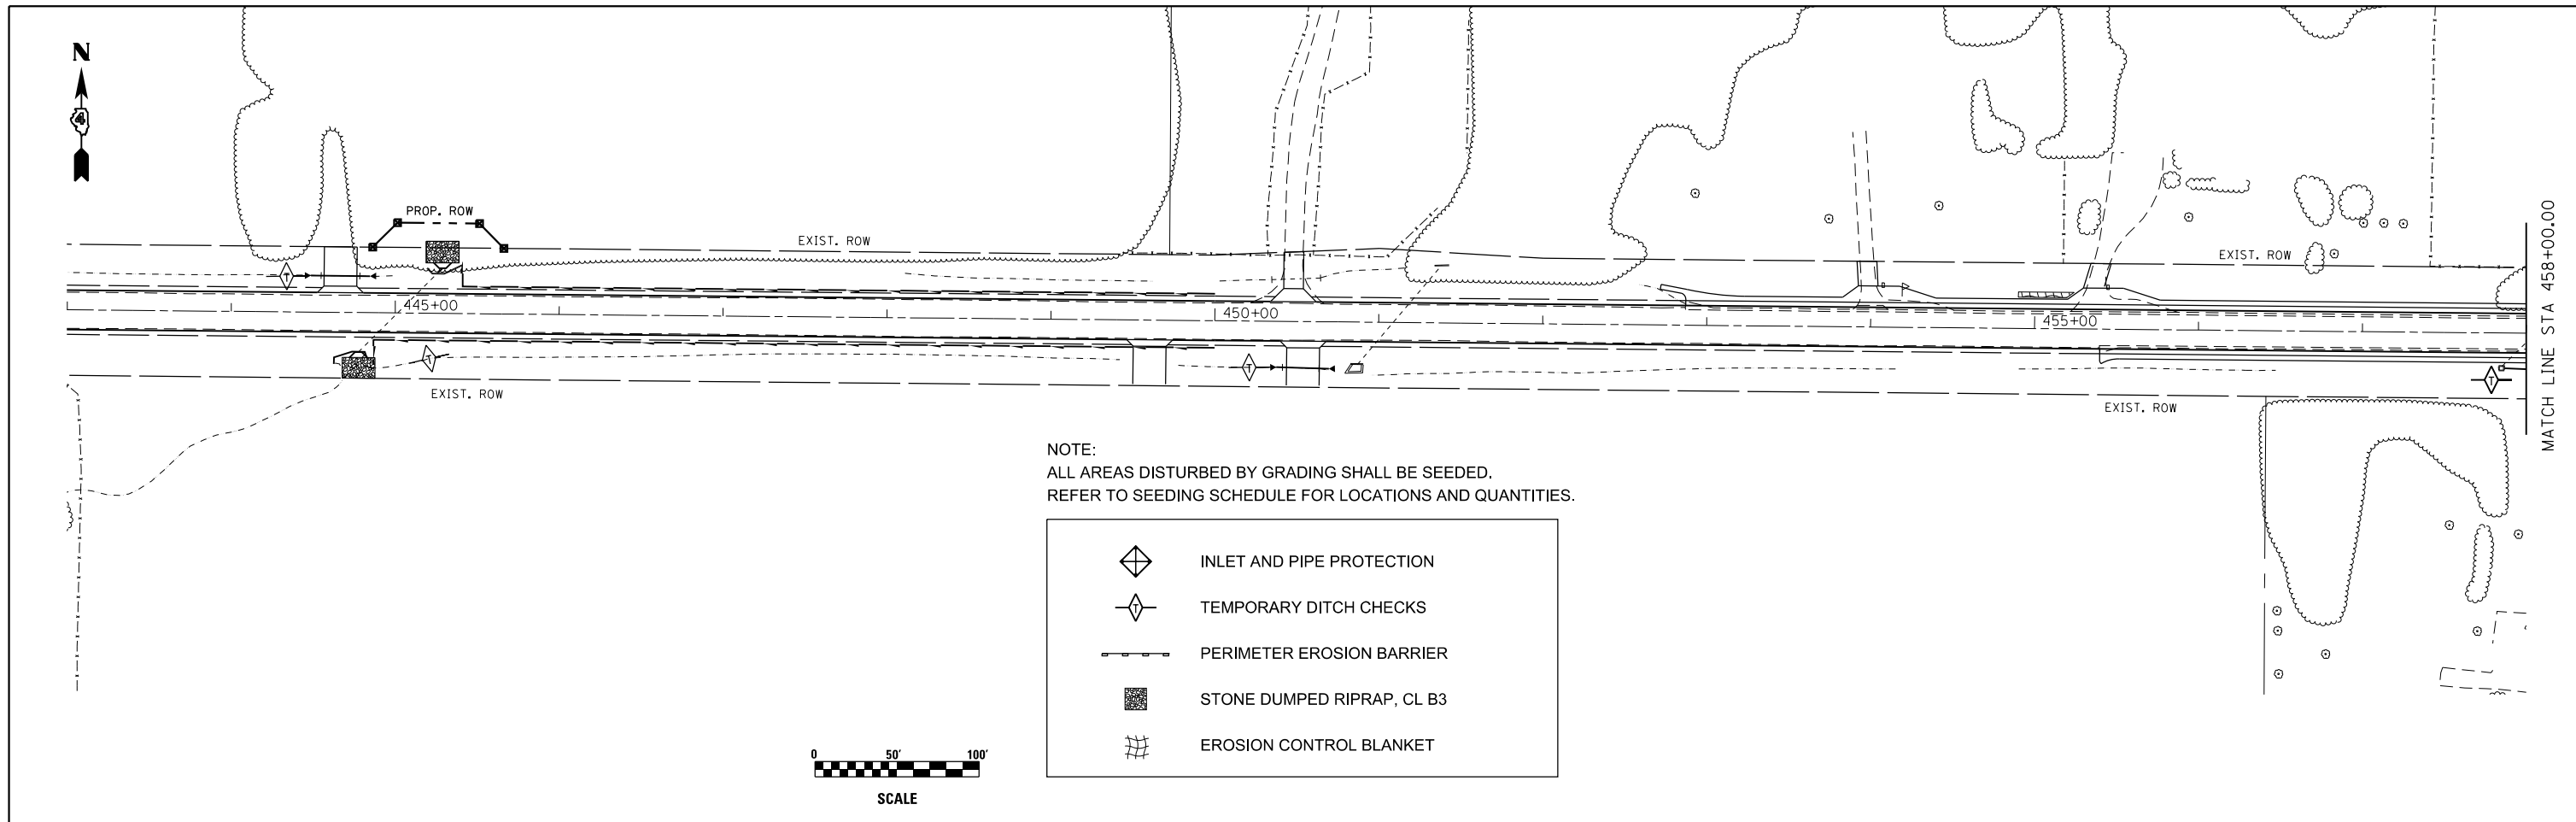 N
4
PROP. ROW
EXIST. ROW
EXIST. ROW
T
445+00
450+00
455+00
T
T
T
EXIST. ROW
EXIST. ROW
MATCH LINE STA 458+00.00
NOTE:
ALL AREAS DISTURBED BY GRADING SHALL BE SEEDED.
REFER TO SEEDING SCHEDULE FOR LOCATIONS AND QUANTITIES.
INLET AND PIPE PROTECTION
T TEMPORARY DITCH CHECKS
PERIMETER EROSION BARRIER
STONE DUMPED RIPRAP, CL B3
EROSION CONTROL BLANKET
0 50' 100'
SCALE